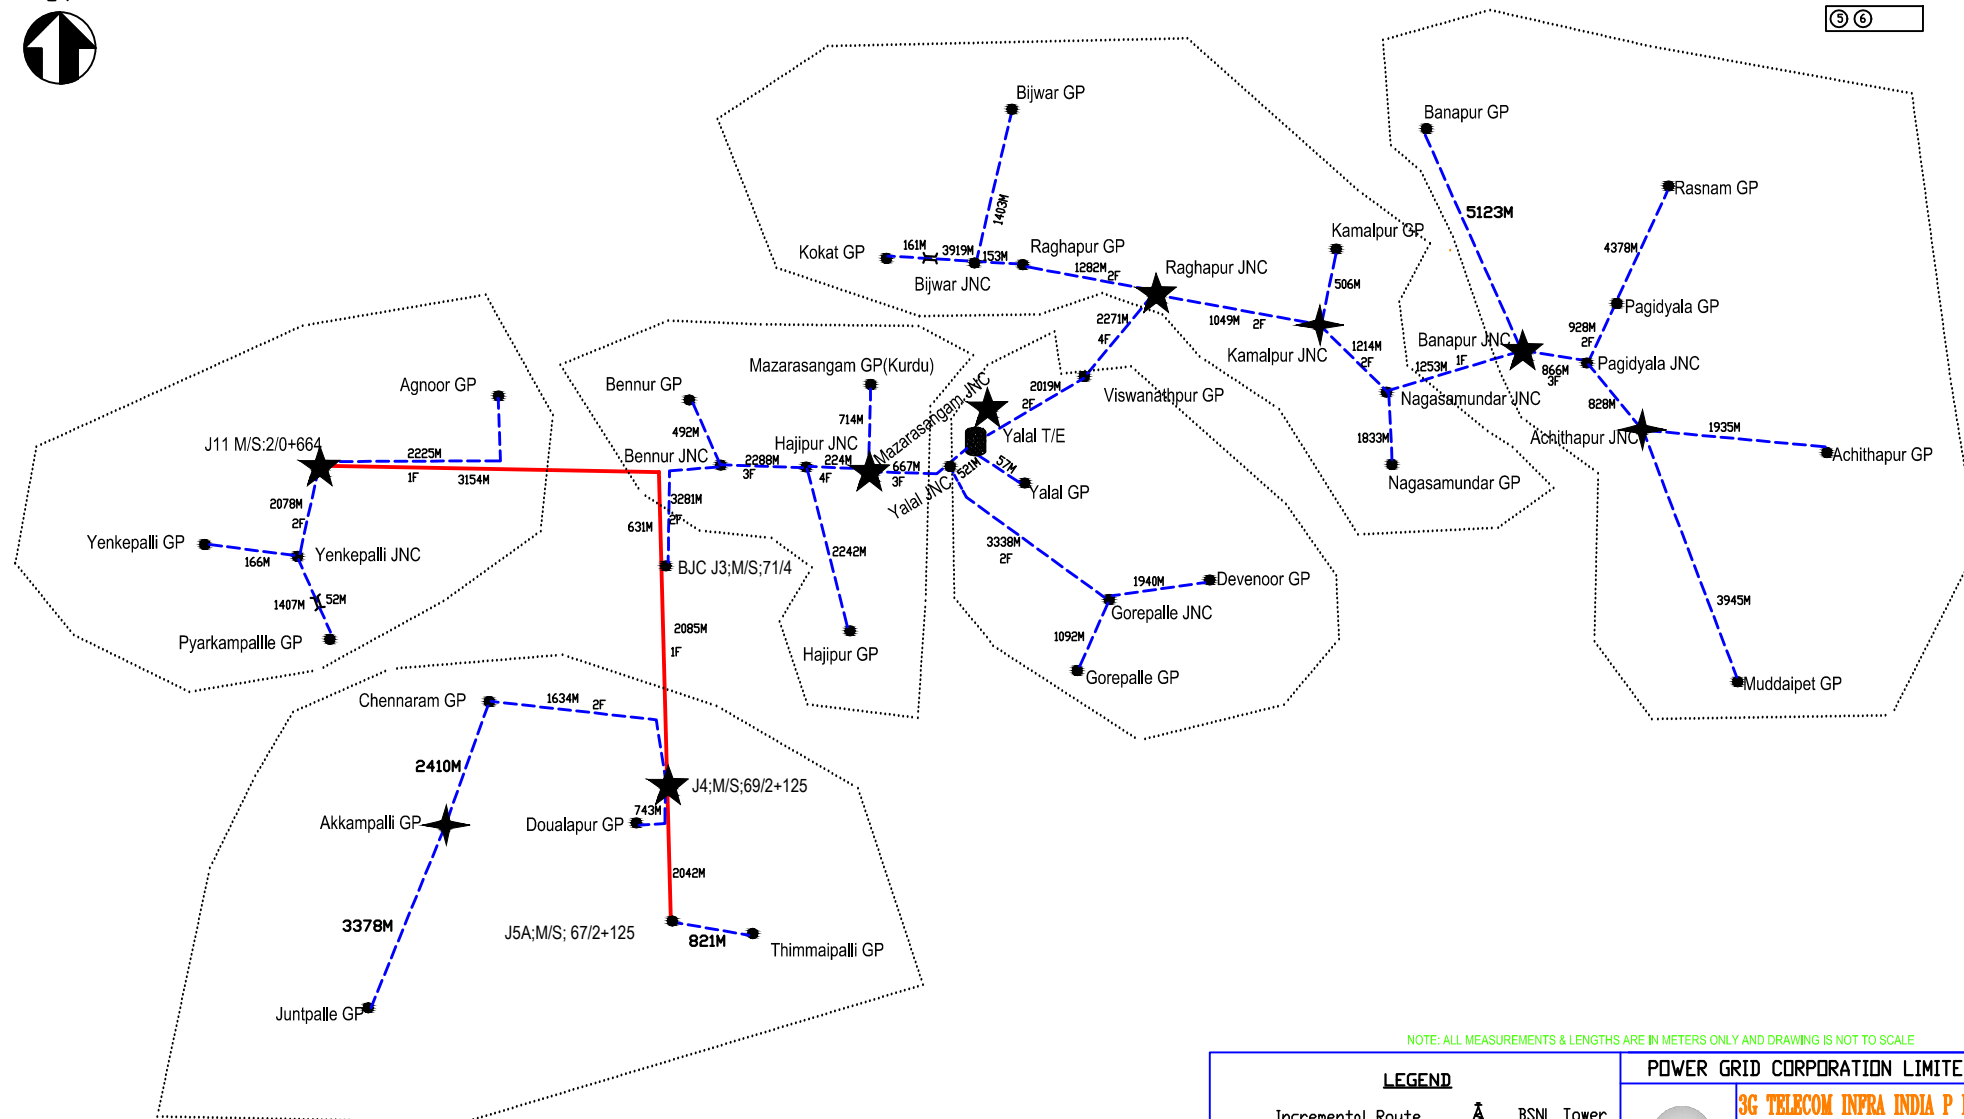 5 6
Bijwar GP
Banapur GP
Rasnam GP
5123M
1403M
Kamalpur GP
Kokat GP
161M
3919M
153M
Raghapur GP
4378M
1282M
2F
Raghapur JNC
Bijwar JNC
506M
Pagidyala GP
2271M
4F
1049M
2F
928M
2F
Banapur JNC
1214M
2F
Kamalpur JNC
1253M
1F
866M
3F
Pagidyala JNC
Mazarasangam GP(Kurdu)
Agnoor GP
Bennur GP
Mazarasangam JNC
2019M
2F
Viswanathpur GP
Nagasamundar JNC
828M
714M
492M
J11 M/S:2/0+664
Hajipur JNC
Yalal T/E
1833M
Achithapur JNC
1935M
2225M
Bennur JNC
2288M
3F
224M
4F
667M
3F
521M
57M
Achithapur GP
1F
3154M
Yalal JNC
Yalal GP
Nagasamundar GP
2078M
2F
3281M
2F
631M
Yenkepalli GP
166M
Yenkepalli JNC
2242M
3338M
2F
BJC J3;M/S;71/4
1940M
Devenoor GP
1407M
52M
Gorepalle JNC
3945M
2085M
1F
Pyarkampallle GP
1092M
Hajipur GP
Gorepalle GP
Muddaipet GP
Chennaram GP
1634M
2F
2410M
J4;M/S;69/2+125
743M
Akkampalli GP
Doualapur GP
2042M
3378M
J5A;M/S; 67/2+125
821M
Thimmaipalli GP
Juntpalle GP
NOTE: ALL MEASUREMENTS & LENGTHS ARE IN METERS ONLY AND DRAWING IS NOT TO SCALE
LEGEND
POWER GRID CORPORATION LIMITE
Incremental Route
BSNL Tower
3G TELECOM INFRA INDIA P